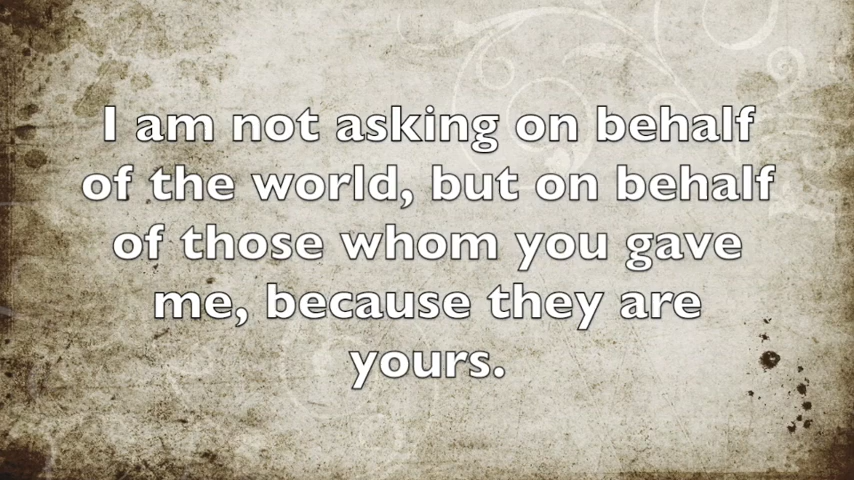 I am not asking on behalf
of the world, but on behalf
of those whom you gave
me, because they are
yours.